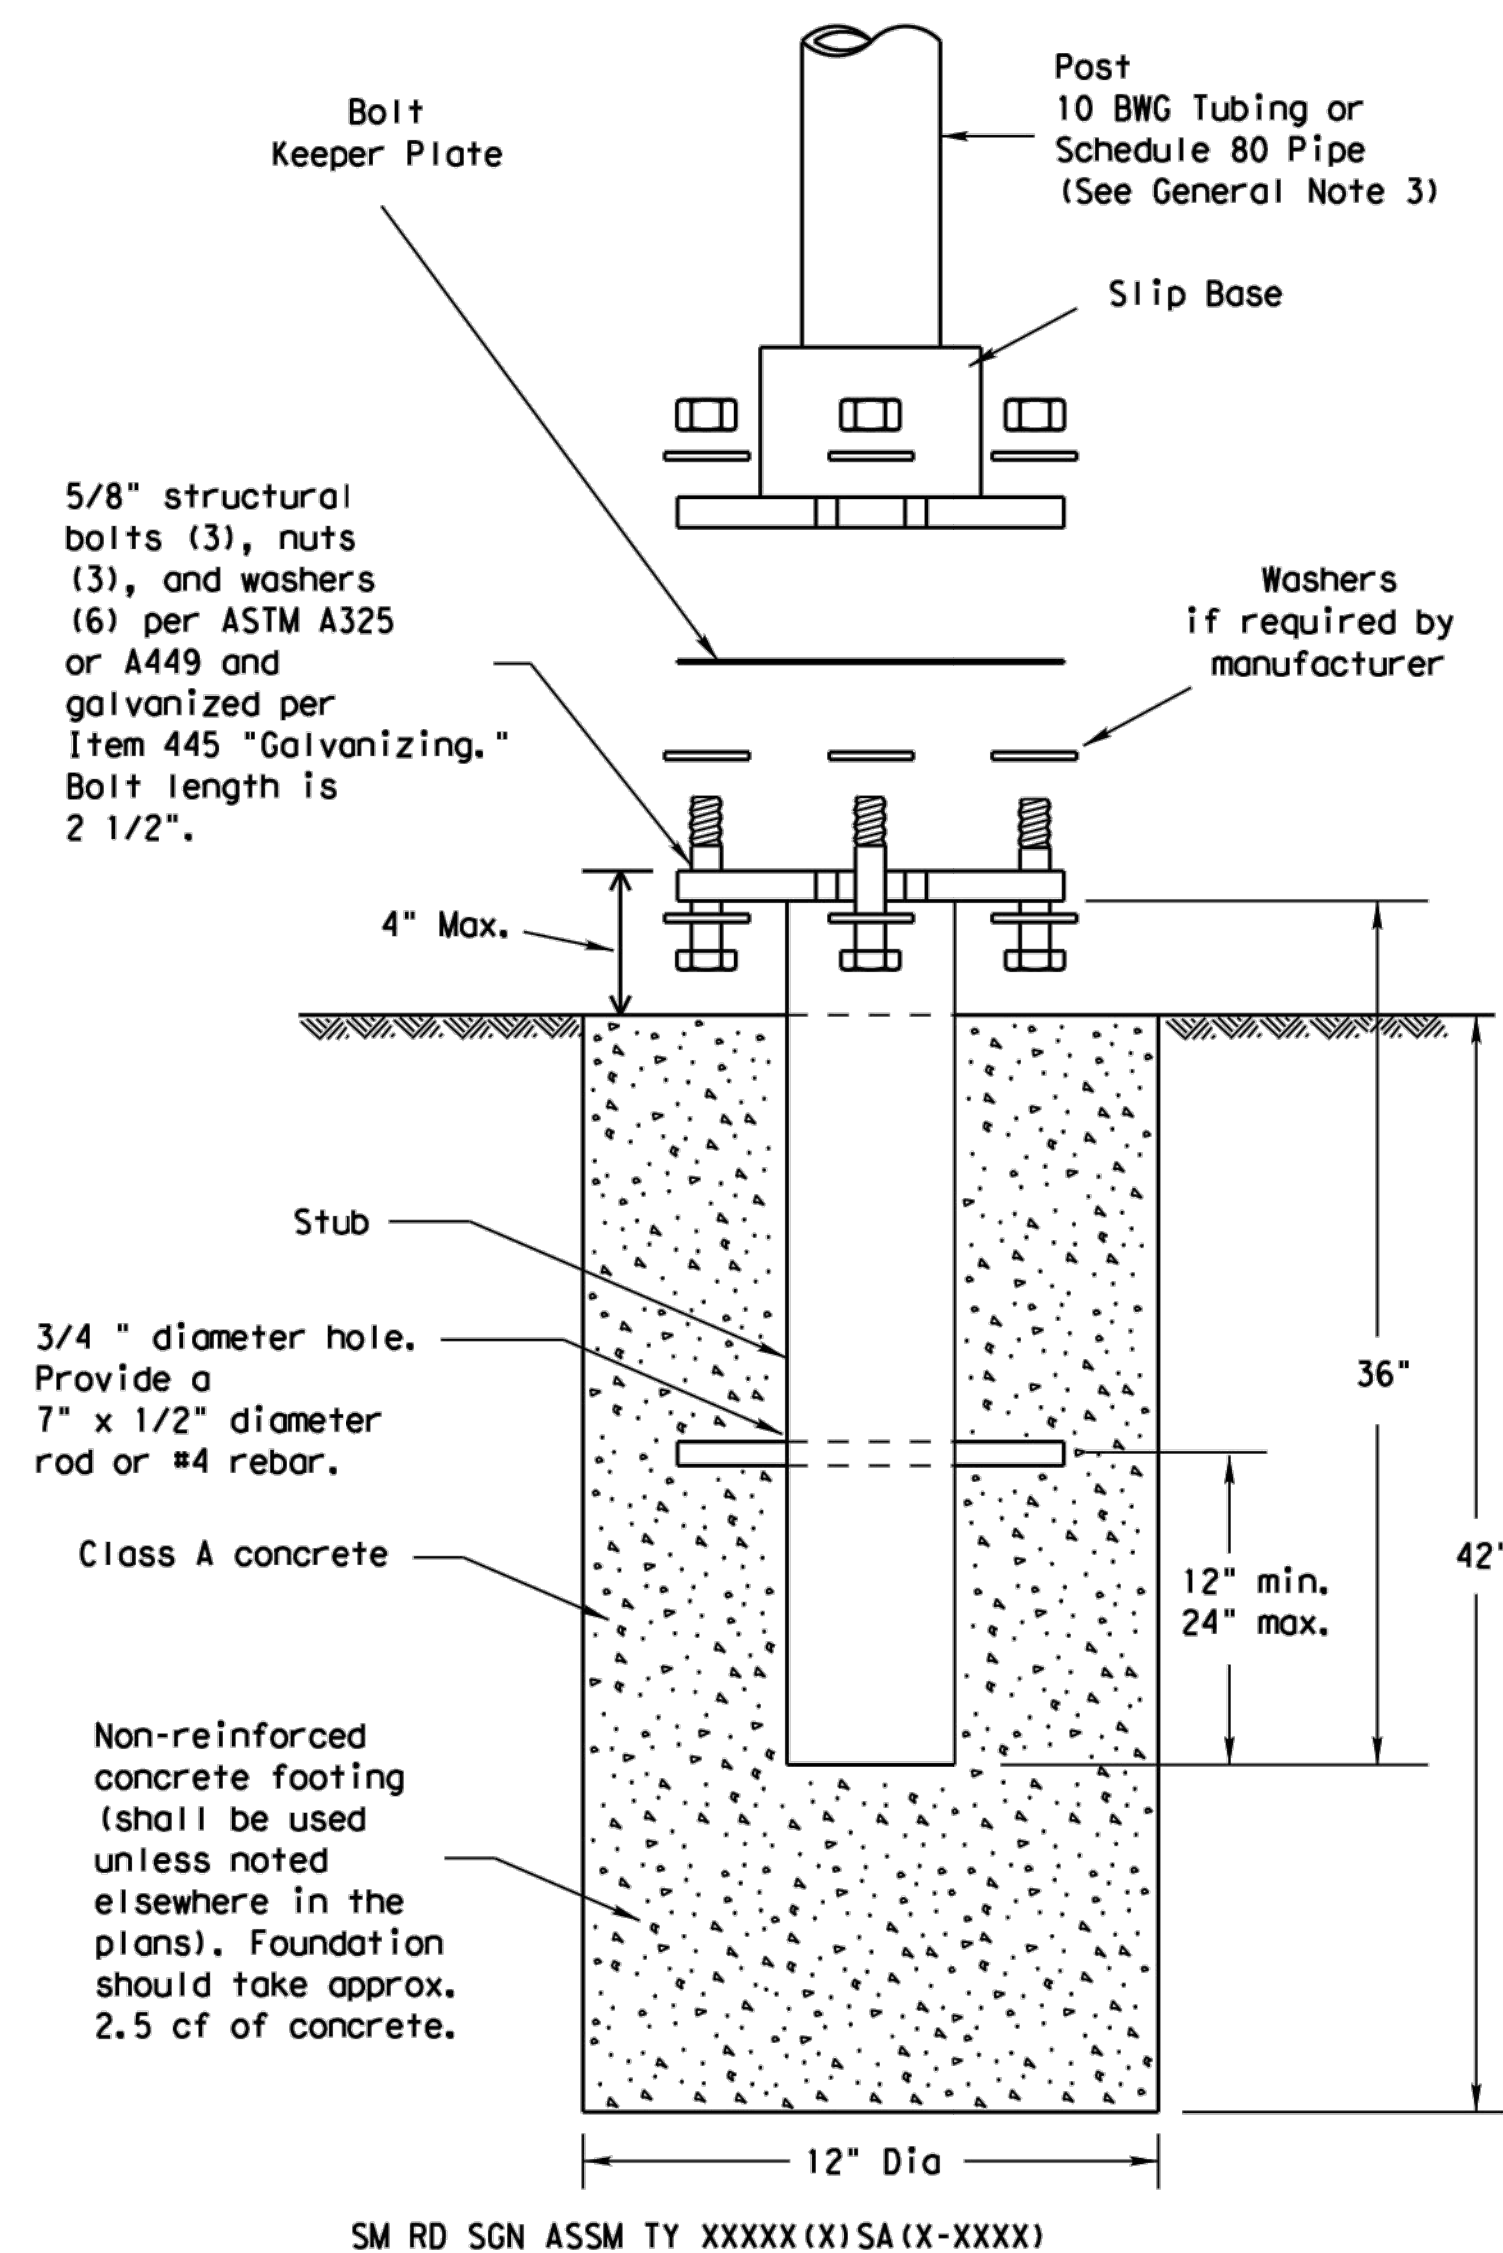 Post
10 BWG Tubing or
Schedule 80 Pipe
(See General Note 3)
Bolt
Keeper Plate
Slip Base
5/8" structural
bolts (3), nuts
(3), and washers
(6) per ASTM A325
or A449 and
galvanized per
Item 445 "Galvanizing."
Bolt length is
2 1/2".
Washers
if required by
manufacturer
4" Max.
Stub
3/4 " diameter hole.
Provide a
7" x 1/2" diameter
rod or #4 rebar.
36"
42"
12" min.
24" max.
Class A concrete
Non-reinforced
concrete footing
(shall be used
unless noted
elsewhere in the
plans). Foundation
should take approx.
2.5 cf of concrete.
12" Dia
SM RD SGN ASSM TY XXXXX(X)SA(X-XXXX)